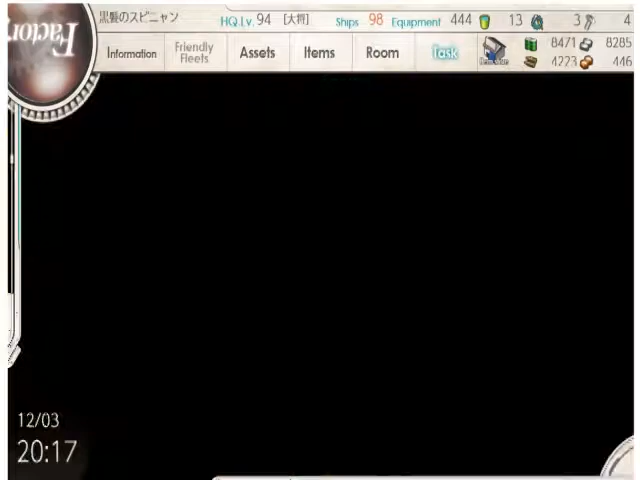 Factory
黒髪のスピニャン
HQ.Lv. 94 [大将]
Ships 98 Equipment 444 13 3 4
Information
Friendly
Fleets
Assets
Items
Room
Task
8471 8285
4223 446
12/03
20:17